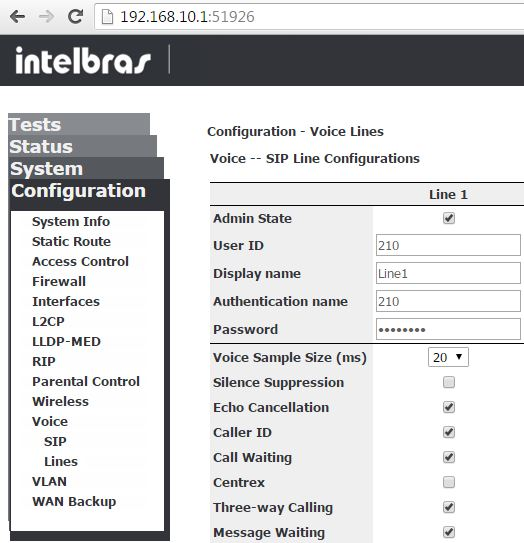 192.168.10.1:51926
intelbras
Tests
Status
System
Configuration
System Info
Static Route
Access Control
Firewall
Interfaces
L2CP
LLDP-MED
RIP
Parental Control
Wireless
Voice
SIP
Lines
VLAN
WAN Backup
Configuration - Voice Lines
Voice -- SIP Line Configurations
Line 1
Admin State
User ID 210
Display name Line1
Authentication name 210
Password ••••••••
Voice Sample Size (ms) 20
Silence Suppression
Echo Cancellation
Caller ID
Call Waiting
Centrex
Three-way Calling
Message Waiting